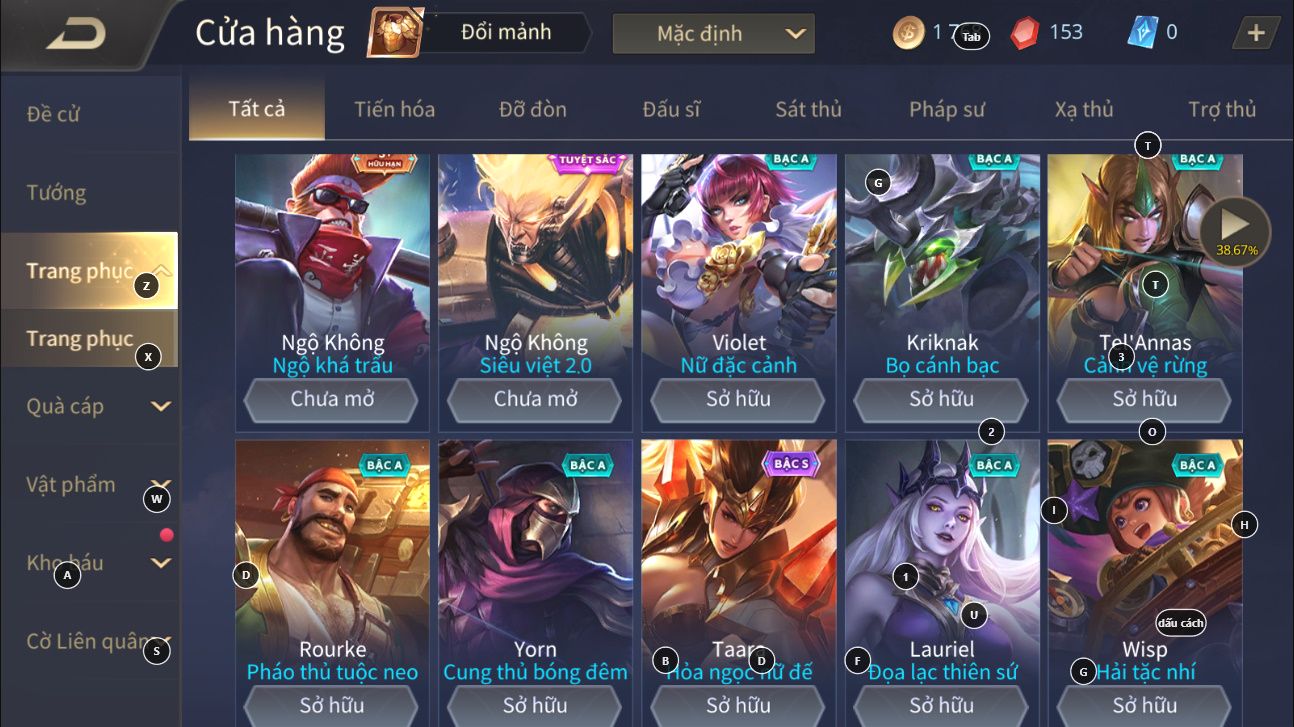 Cửa hàng
Đổi mảnh
Mặc định
1 7
Tab
153
0
Đề cử
Tướng
Trang phục
Z
Trang phục
X
Quà cáp
Vật phẩm
W
Kho báu
A
Cờ Liên quân
S
Tất cả
Tiến hóa
Đỡ đòn
Đấu sĩ
Sát thủ
Pháp sư
Xạ thủ
Trợ thủ
T
HỮU HẠN
TUYỆT SẮC
BẬC A
BẬC A
BẬC A
G
38.67%
T
Ngộ Không
Ngộ Không
Violet
Kriknak
Tel'Annas
3
Ngộ khá trẩu
Siêu việt 2.0
Nữ đặc cảnh
Bọ cánh bạc
Cảnh vệ rừng
Chưa mở
Chưa mở
Sở hữu
Sở hữu
Sở hữu
2
O
BẬC A
BẬC A
BẬC S
BẬC A
BẬC A
I
H
D
1
U
dấu cách
Rourke
Yorn
Taara
Lauriel
Wisp
B
D
F
G
Pháo thủ tuộc neo
Cung thủ bóng đêm
Hỏa ngọc nữ đế
Đọa lạc thiên sứ
Hải tặc nhí
Sở hữu
Sở hữu
Sở hữu
Sở hữu
Sở hữu